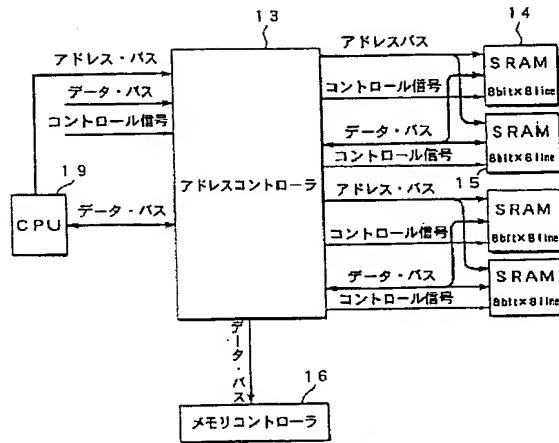 13
14
アドレス・バス
アドレスバス
SRAM
データ・バス
コントロール信号
8bit×8line
コントロール信号
データ・バス
SRAM
コントロール信号
8bit×8line
19
15
アドレスコントローラ
アドレス・バス
SRAM
CPU
データ・バス
コントロール信号
8bit×8line
データ・バス
SRAM
コントロール信号
8bit×8line
データ・バス
16
メモリコントローラ